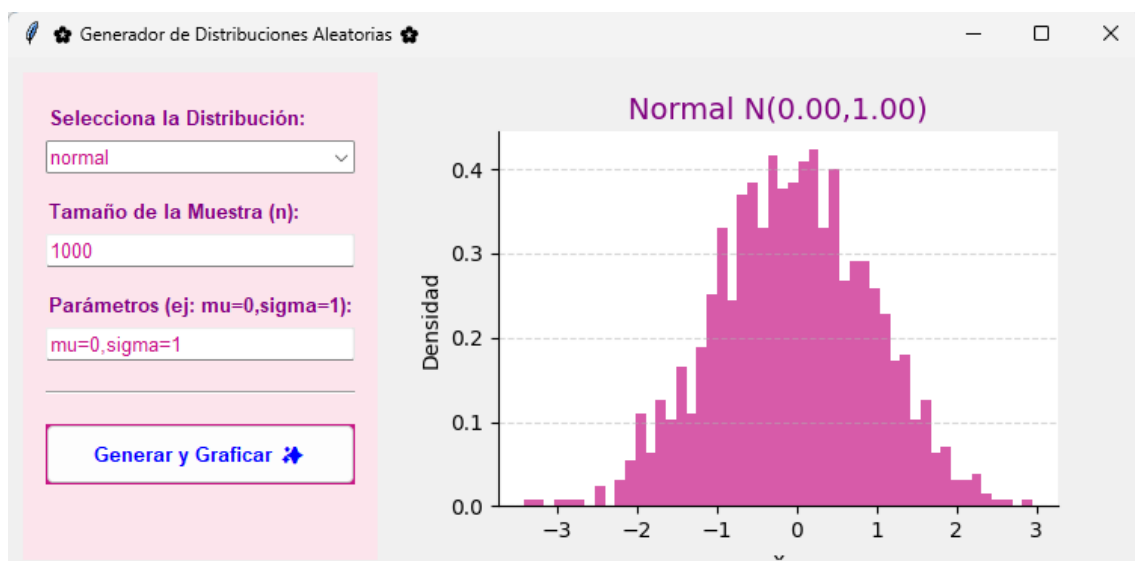 ✿ Generador de Distribuciones Aleatorias ✿
Selecciona la Distribución:
normal
Tamaño de la Muestra (n):
1000
Parámetros (ej: mu=0,sigma=1):
mu=0,sigma=1
Generar y Graficar ✨
Normal N(0.00,1.00)
Densidad
0.4
0.3
0.2
0.1
0.0
−3 −2 −1 0 1 2 3